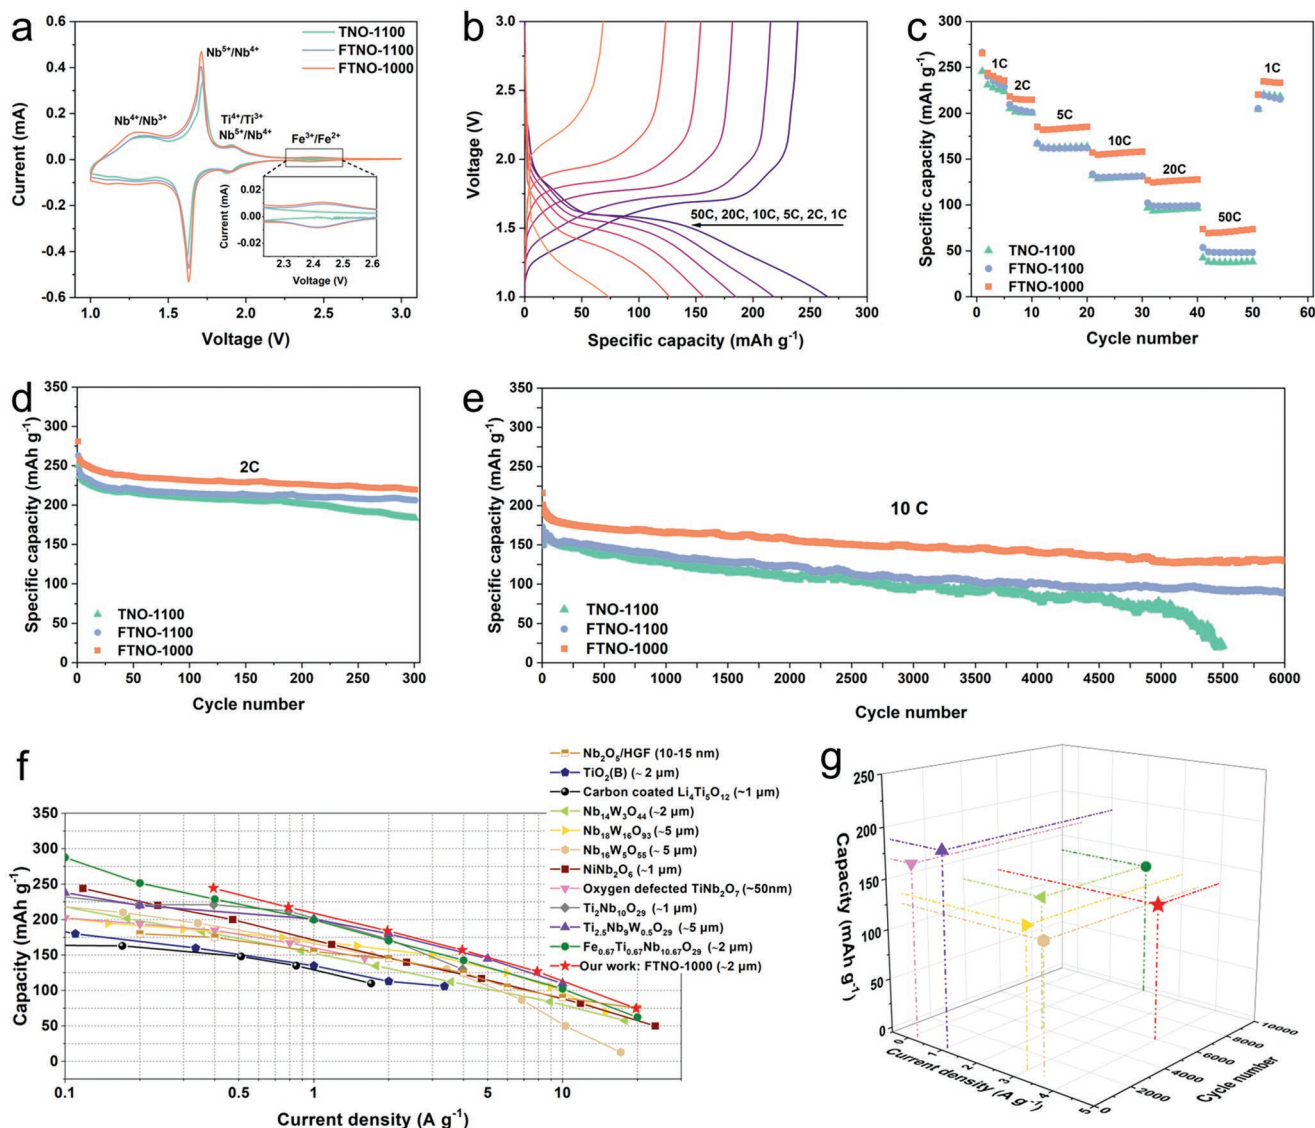 a
TNO-1100
FTNO-1100
FTNO-1000
Nb⁵⁺/Nb⁴⁺
Nb⁴⁺/Nb³⁺
Ti⁴⁺/Ti³⁺
Nb⁵⁺/Nb⁴⁺
Fe³⁺/Fe²⁺
0.6
0.4
0.2
0.0
-0.2
-0.4
-0.6
Current (mA)
1.0 1.5 2.0 2.5 3.0
Voltage (V)
0.02
0.00
-0.02
Current (mA)
2.3 2.4 2.5 2.6
Voltage (V)
b
3.0
2.5
2.0
1.5
1.0
Voltage (V)
50C, 20C, 10C, 5C, 2C, 1C
0 50 100 150 200 250 300
Specific capacity (mAh g⁻¹)
c
300
250
200
150
100
50
0
Specific capacity (mAh g⁻¹)
1C
2C
5C
10C
20C
50C
1C
TNO-1100
FTNO-1100
FTNO-1000
0 10 20 30 40 50 60
Cycle number
d
350
300
250
200
150
100
50
0
Specific capacity (mAh g⁻¹)
2C
TNO-1100
FTNO-1100
FTNO-1000
0 50 100 150 200 250 300
Cycle number
e
350
300
250
200
150
100
50
0
Specific capacity (mAh g⁻¹)
10 C
TNO-1100
FTNO-1100
FTNO-1000
0 500 1000 1500 2000 2500 3000 3500 4000 4500 5000 5500 6000
Cycle number
f
350
300
250
200
150
100
50
0
Capacity (mAh g⁻¹)
0.1 0.5 1 5 10
Current density (A g⁻¹)
Nb₂O₅/HGF (10-15 nm)
TiO₂(B) (~ 2 μm)
Carbon coated Li₄Ti₅O₁₂ (~1 μm)
Nb₁₄W₃O₄₄ (~2 μm)
Nb₁₈W₁₆O₉₃ (~5 μm)
Nb₁₆W₅O₅₅ (~ 5 μm)
NiNb₂O₆ (~1 μm)
Oxygen defected TiNb₂O₇ (~50nm)
Ti₂Nb₁₀O₂₉ (~1 μm)
Ti₂.₅Nb₉W₀.₅O₂₉ (~5 μm)
Fe₀.₆₇Ti₀.₆₇Nb₁₀.₆₇O₂₉ (~2 μm)
Our work: FTNO-1000 (~2 μm)
g
250
200
150
100
50
0
Capacity (mAh g⁻¹)
0 1 2 3 4 5
Current density (A g⁻¹)
0 2000 4000 6000 8000 10000
Cycle number